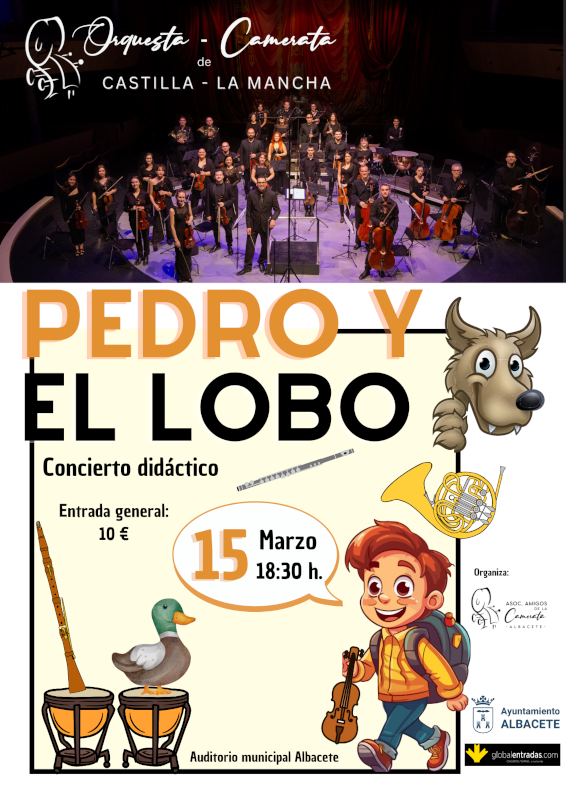 Orquesta - Camerata
de
CASTILLA - LA MANCHA
PEDRO Y
EL LOBO
Concierto didáctico
Entrada general:
10 €
15 Marzo
18:30 h.
Organiza:
ASOC. AMIGOS
DE LA
Camerata
- ALBACETE -
Ayuntamiento
ALBACETE
globalentradas.com
Auditorio municipal Albacete